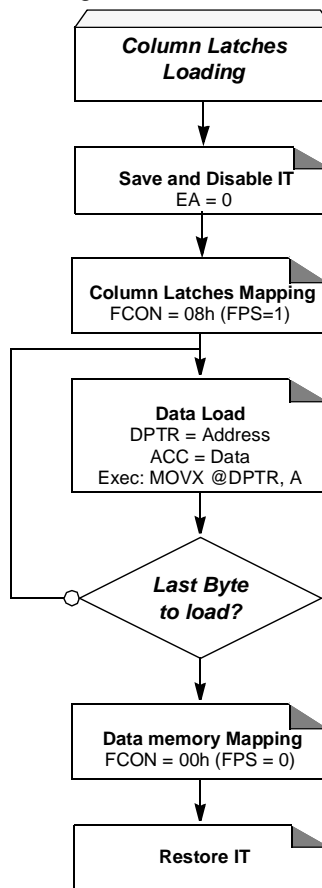 Column Latches
Loading
Save and Disable IT
EA = 0
Column Latches Mapping
FCON = 08h (FPS=1)
Data Load
DPTR = Address
ACC = Data
Exec: MOVX @DPTR, A
Last Byte
to load?
Data memory Mapping
FCON = 00h (FPS = 0)
Restore IT